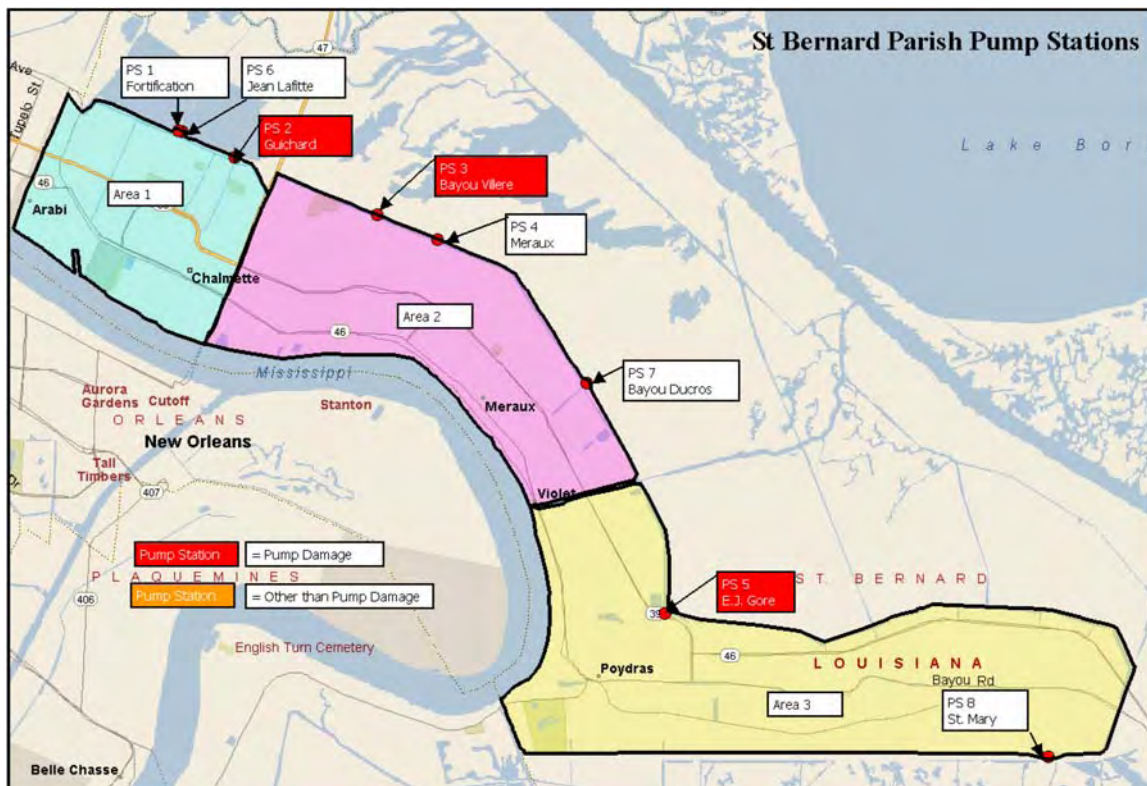 St Bernard Parish Pump Stations
47
Ave
Tupelo St
PS 1
Fortification
PS 6
Jean Lafitte
PS 2
Guichard
PS 3
Bayou Villere
PS 4
Meraux
Lake Bor
46
Area 1
Arabi
Chalmette
Area 2
46
Mississippi
PS 7
Bayou Ducros
Aurora
Gardens
Cutoff
Stanton
Meraux
ORLEANS
New Orleans
Tall
Timbers
407
Dr
Violet
Pump Station
= Pump Damage
PLAQUEMINES
Pump Station
= Other than Pump Damage
406
PS 5
E.J. Gore
ST. BERNARD
39
English Turn Cemetery
46
LOUISIANA
Poydras
Bayou Rd
Area 3
PS 8
St. Mary
Belle Chasse